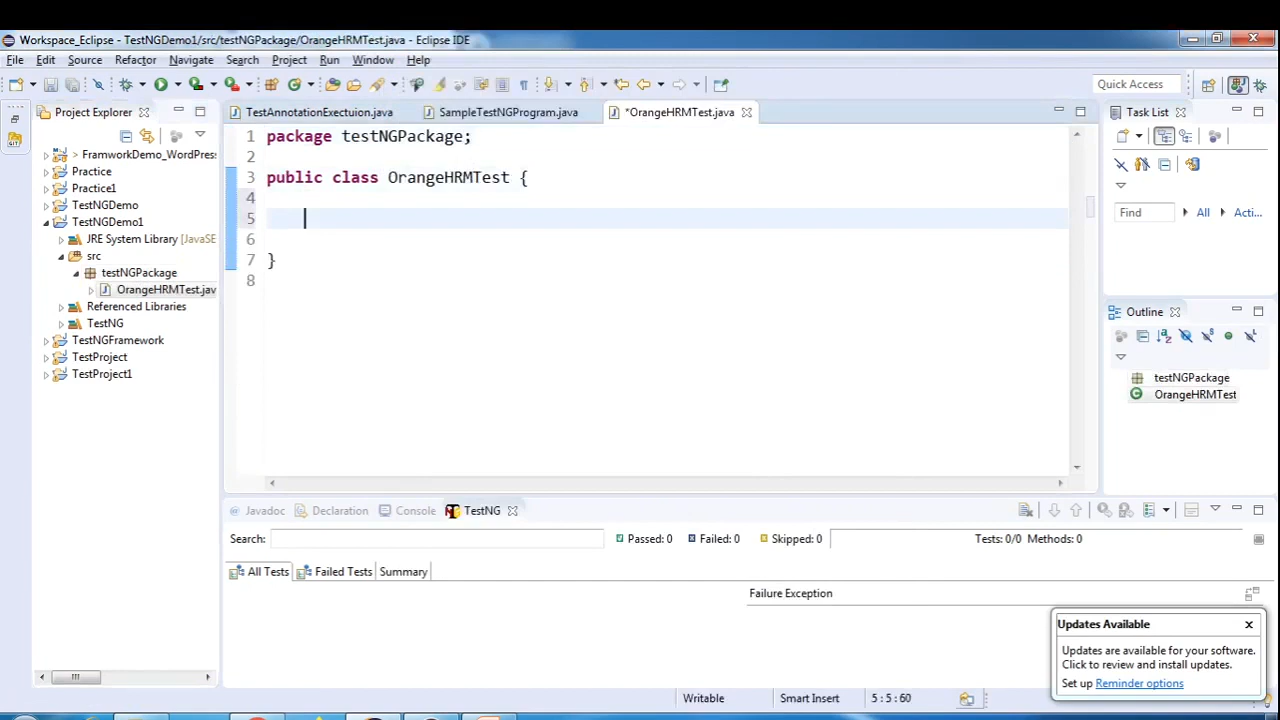 Workspace_Eclipse - TestNGDemo1/src/testNGPackage/OrangeHRMTest.java - Eclipse IDE
File Edit Source Refactor Navigate Search Project Run Window Help
Quick Access
Project Explorer
TestAnnotationExectuion.java
SampleTestNGProgram.java
*OrangeHRMTest.java
Task List
> FramworkDemo_WordPres
Practice
Practice1
TestNGDemo
TestNGDemo1
JRE System Library [JavaSE
src
testNGPackage
OrangeHRMTest.jav
Referenced Libraries
TestNG
TestNGFramework
TestProject
TestProject1
1 package testNGPackage;
2
3 public class OrangeHRMTest {
4
5
6
7 }
8
Find All Acti...
Outline
testNGPackage
OrangeHRMTest
Javadoc Declaration Console TestNG
Search: Passed: 0 Failed: 0 Skipped: 0 Tests: 0/0 Methods: 0
All Tests Failed Tests Summary
Failure Exception
Updates Available
Updates are available for your software.
Click to review and install updates.
Set up Reminder options
Writable Smart Insert 5 : 5 : 60